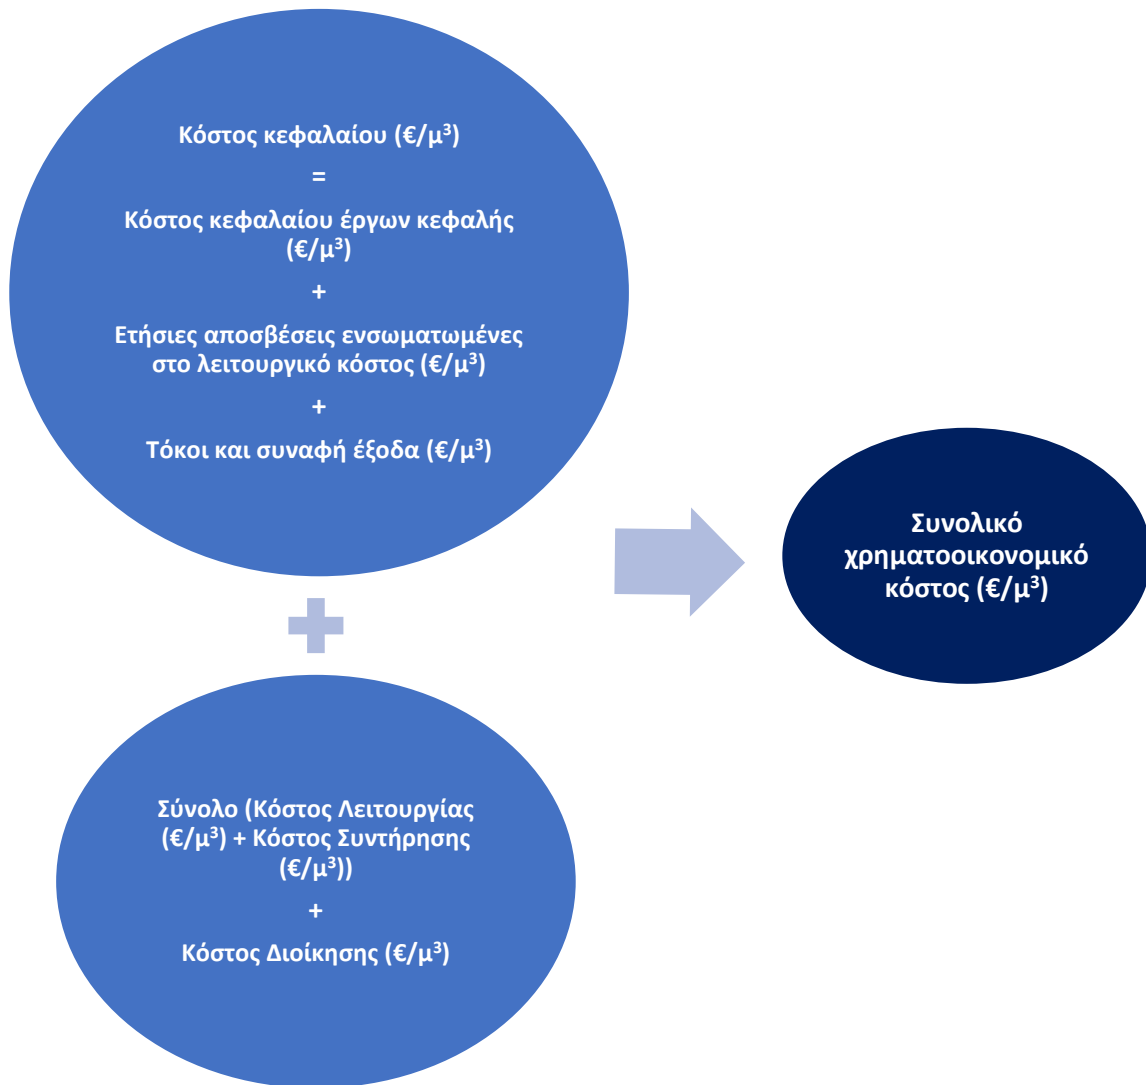 Κόστος κεφαλαίου (€/μ³)
=
Κόστος κεφαλαίου έργων κεφαλής
(€/μ³)
+
Ετήσιες αποσβέσεις ενσωματωμένες
στο λειτουργικό κόστος (€/μ³)
+
Τόκοι και συναφή έξοδα (€/μ³)
Σύνολο (Κόστος Λειτουργίας
(€/μ³) + Κόστος Συντήρησης
(€/μ³))
+
Κόστος Διοίκησης (€/μ³)
Συνολικό
χρηματοοικονομικό
κόστος (€/μ³)